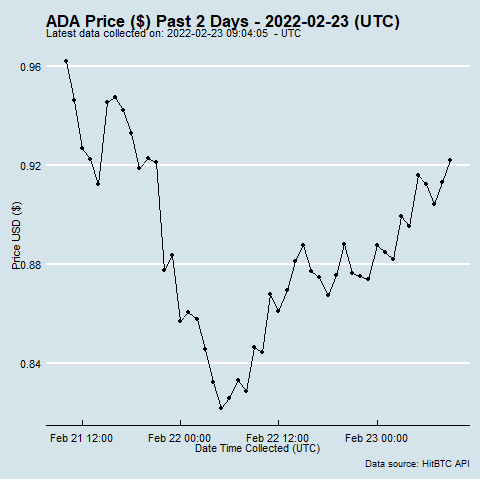 ADA Price ($) Past 2 Days - 2022-02-23 (UTC)
Latest data collected on: 2022-02-23 09:04:05 - UTC
0.96
0.92
0.88
0.84
Price USD ($)
Feb 21 12:00 Feb 22 00:00 Feb 22 12:00 Feb 23 00:00
Date Time Collected (UTC)
Data source: HitBTC API